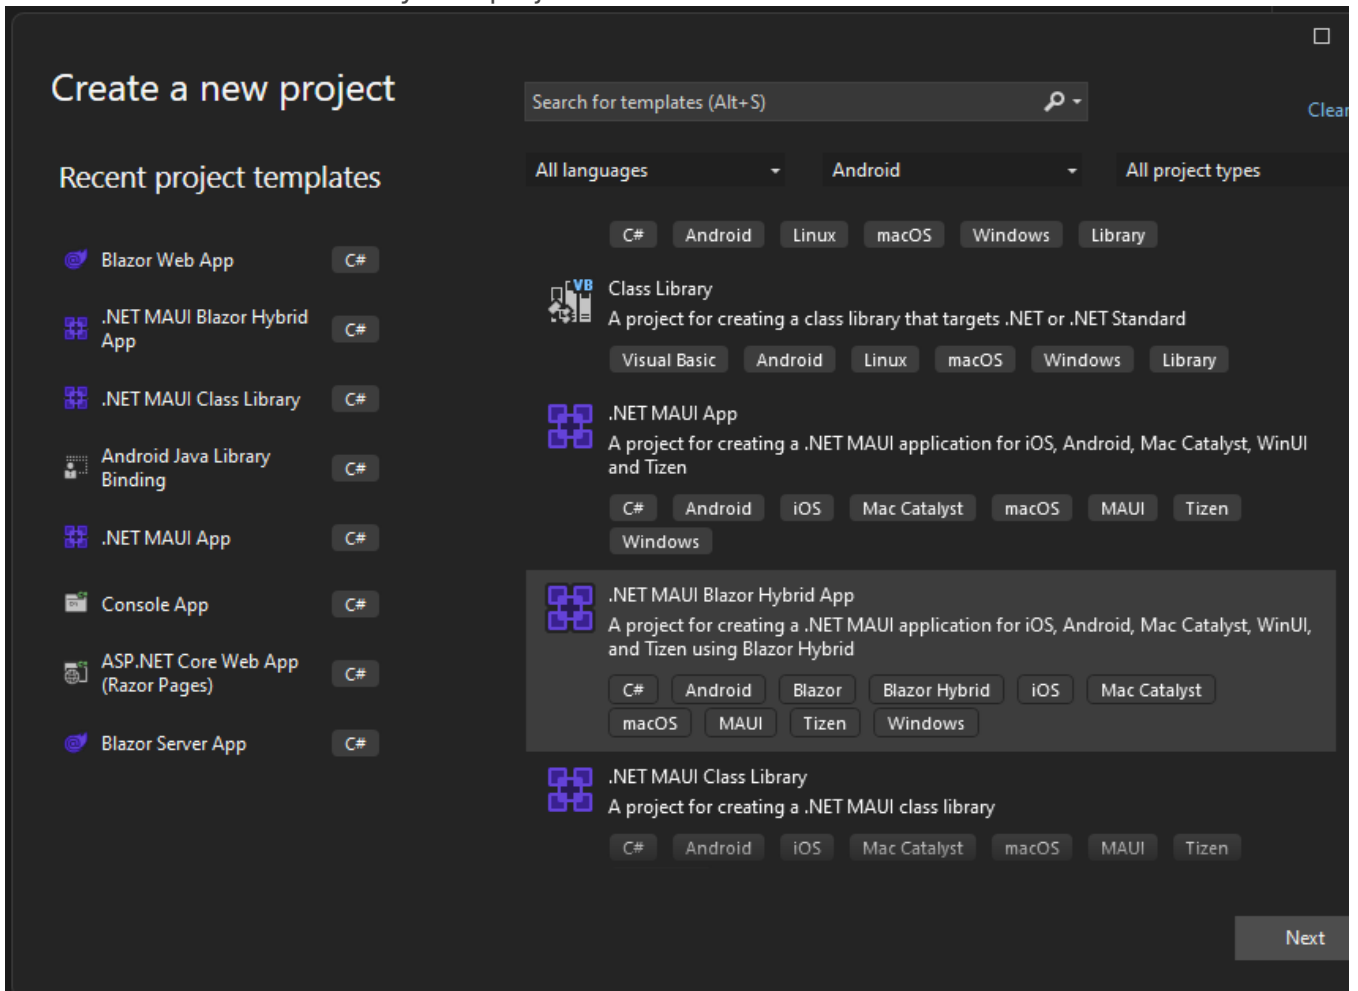 Create a new project
Search for templates (Alt+S)
Clear
Recent project templates
All languages
Android
All project types
Blazor Web App
C#
.NET MAUI Blazor Hybrid
App
C#
.NET MAUI Class Library
C#
Android Java Library
Binding
C#
.NET MAUI App
C#
Console App
C#
ASP.NET Core Web App
(Razor Pages)
C#
Blazor Server App
C#
C# Android Linux macOS Windows Library
VB
Class Library
A project for creating a class library that targets .NET or .NET Standard
Visual Basic Android Linux macOS Windows Library
.NET MAUI App
A project for creating a .NET MAUI application for iOS, Android, Mac Catalyst, WinUI
and Tizen
C# Android iOS Mac Catalyst macOS MAUI Tizen
Windows
.NET MAUI Blazor Hybrid App
A project for creating a .NET MAUI application for iOS, Android, Mac Catalyst, WinUI,
and Tizen using Blazor Hybrid
C# Android Blazor Blazor Hybrid iOS Mac Catalyst
macOS MAUI Tizen Windows
.NET MAUI Class Library
A project for creating a .NET MAUI class library
C# Android iOS Mac Catalyst macOS MAUI Tizen
Next